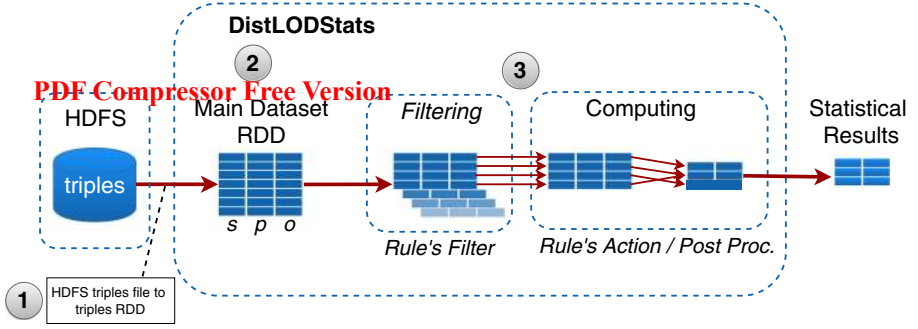 DistLODStats
2
3
PDF Compressor Free Version
HDFS
Main Dataset
RDD
Filtering
Computing
Statistical
Results
triples
s p o
Rule's Filter
Rule's Action / Post Proc.
1
HDFS triples file to
triples RDD